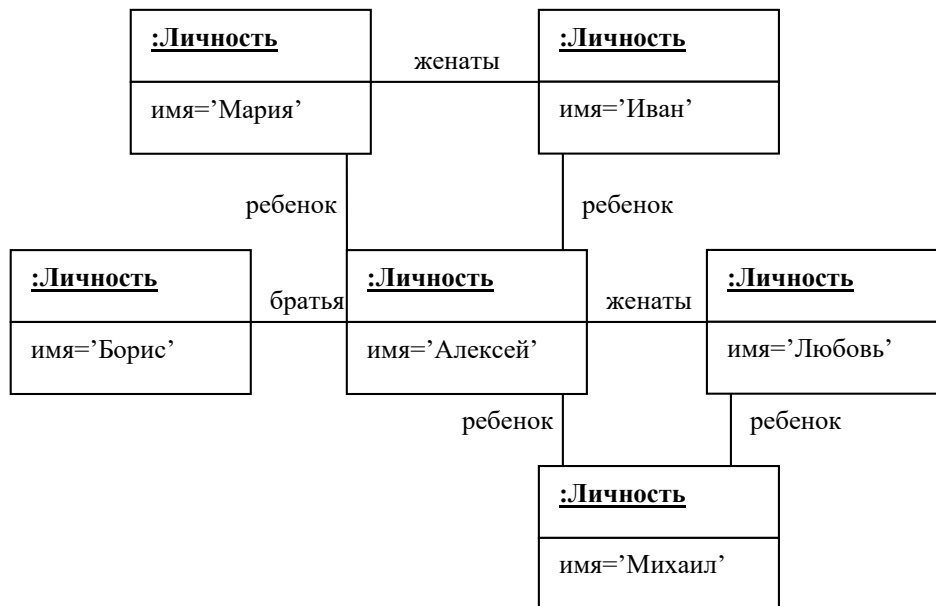 :Личность
женаты
:Личность
имя=’Мария’
имя=’Иван’
ребенок
ребенок
:Личность
братья
:Личность
женаты
:Личность
имя=’Борис’
имя=’Алексей’
имя=’Любовь’
ребенок
ребенок
:Личность
имя=’Михаил’